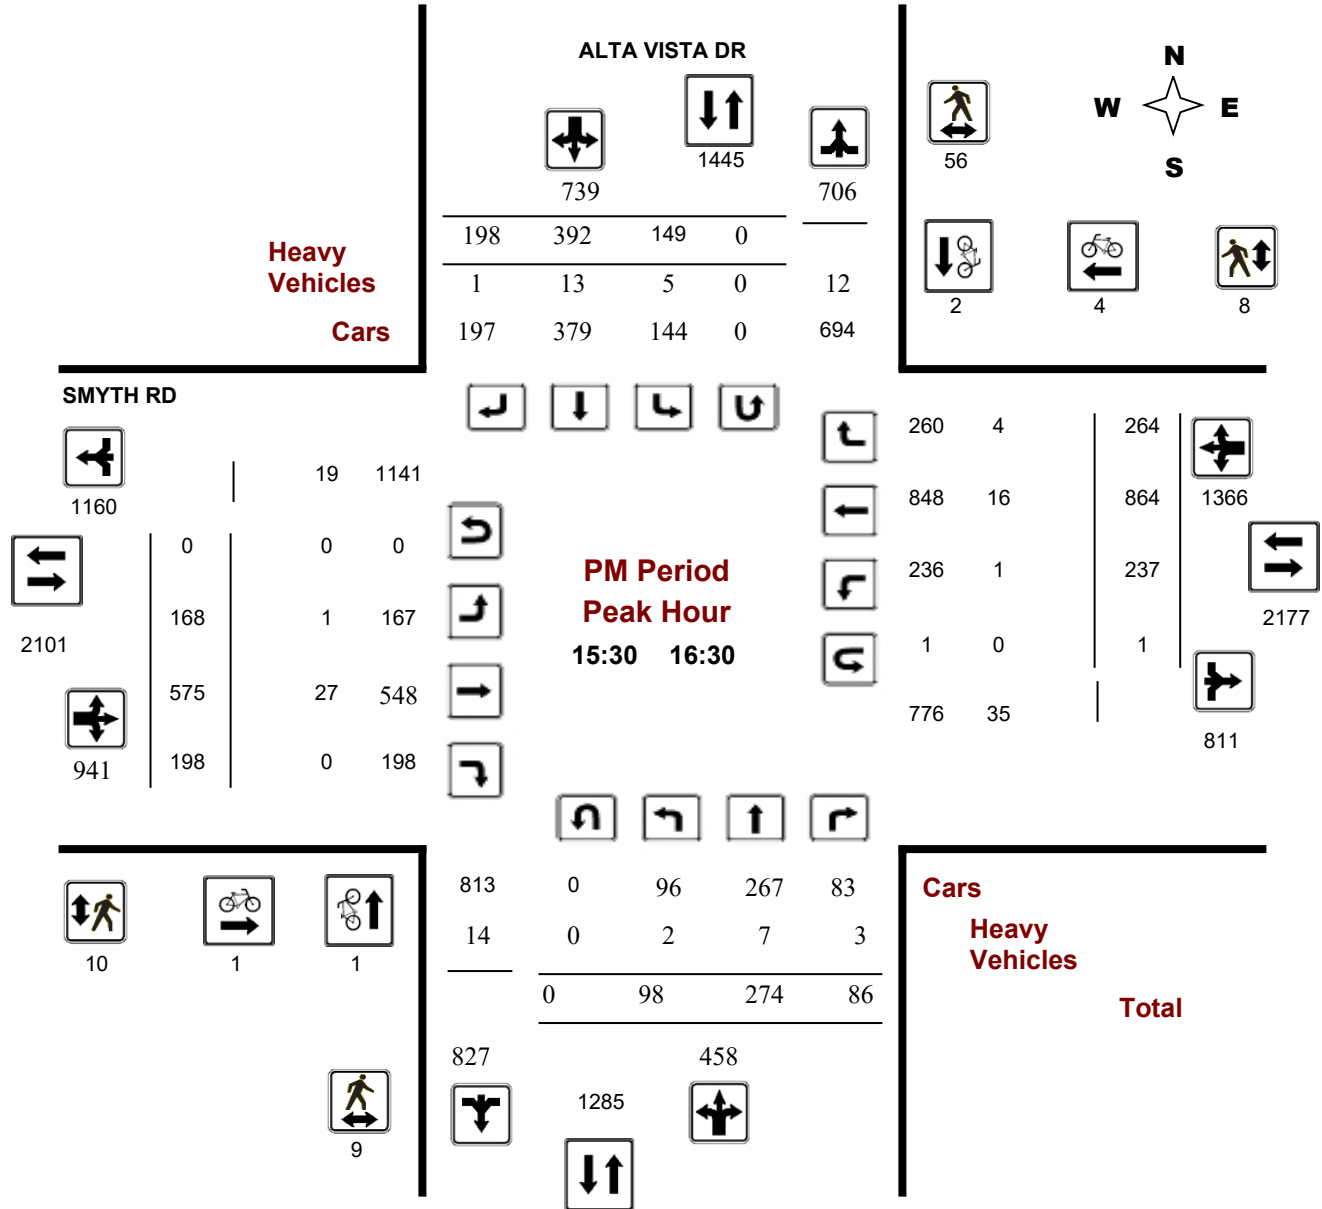 ALTA VISTA DR
N
W E
S
1445
56
739 706
198 392 149 0
Heavy
Vehicles
1 13 5 0 12
2 4 8
Cars
197 379 144 0 694
SMYTH RD
260 4 264
19 1141
1160
848 16 864
1366
0 0 0
PM Period
236 1 237
Peak Hour
168 1 167
2177
2101
15:30 16:30
1 0 1
575 27 548
776 35
811
941
198 0 198
813 0 96 267 83
Cars
14 0 2 7 3
Heavy
Vehicles
10 1 1
0 98 274 86
Total
827 458
1285
9